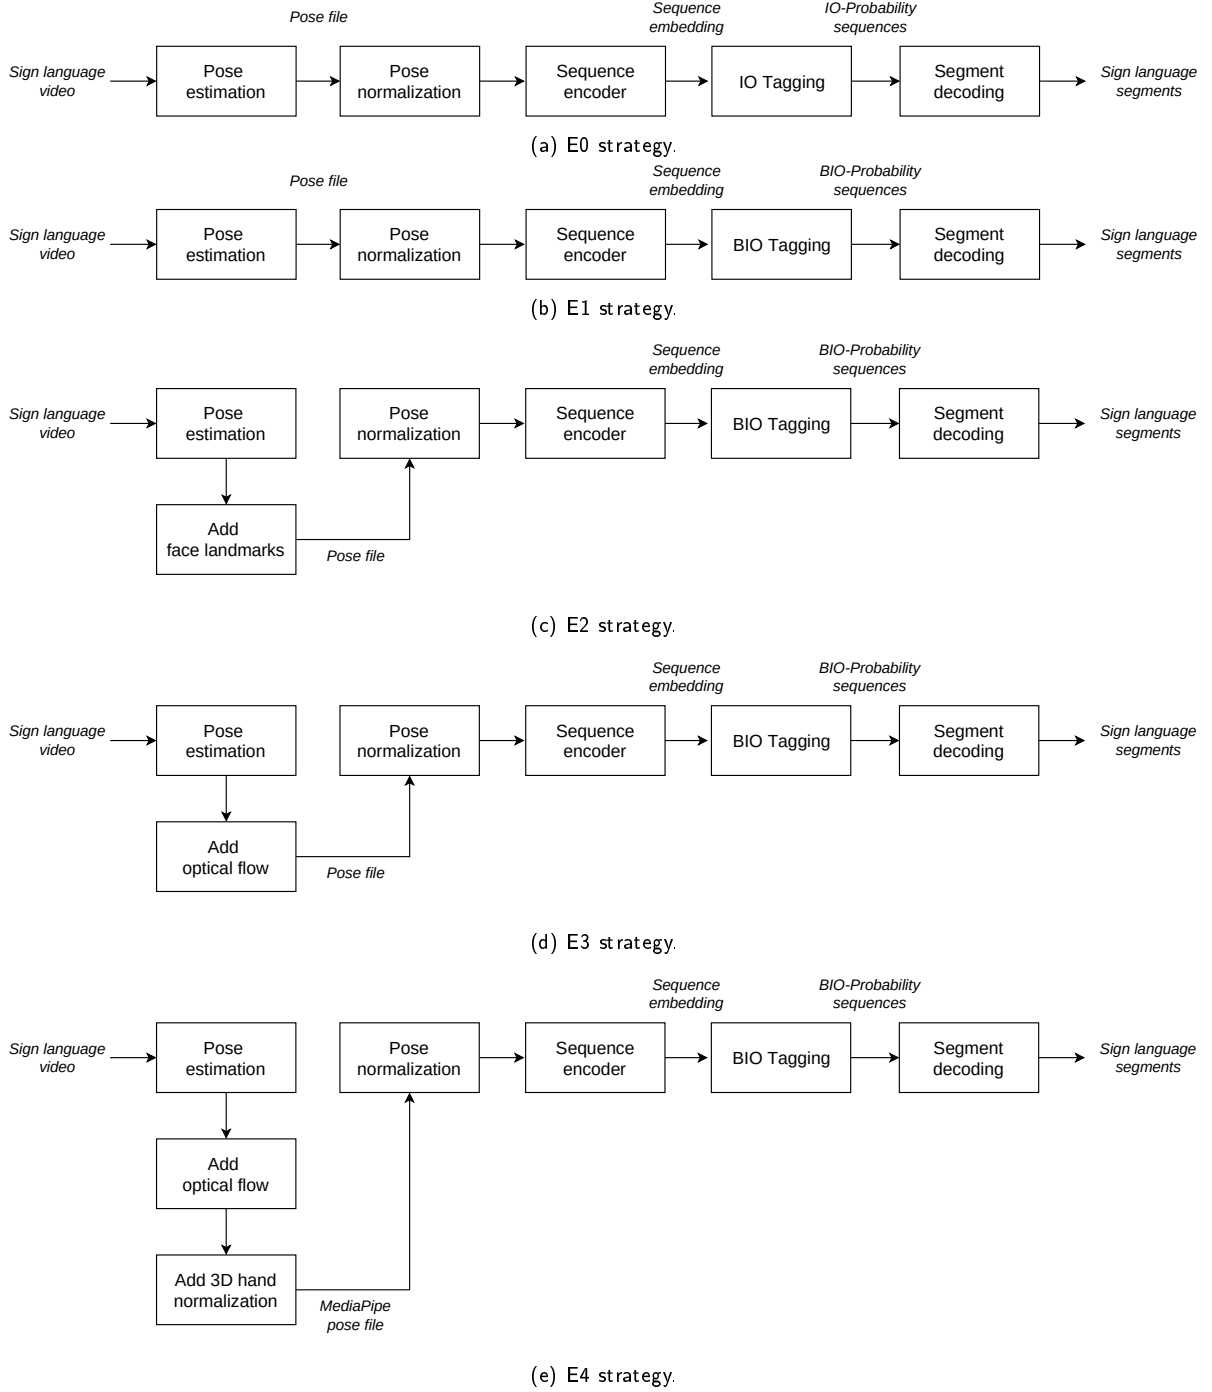 Pose file
Sequence
embedding
IO-Probability
sequences
Sign language
video
Pose
estimation
Pose
normalization
Sequence
encoder
IO Tagging
Segment
decoding
Sign language
segments
(a) E0 strategy.
Pose file
Sequence
embedding
BIO-Probability
sequences
Sign language
video
Pose
estimation
Pose
normalization
Sequence
encoder
BIO Tagging
Segment
decoding
Sign language
segments
(b) E1 strategy.
Sequence
embedding
BIO-Probability
sequences
Sign language
video
Pose
estimation
Pose
normalization
Sequence
encoder
BIO Tagging
Segment
decoding
Sign language
segments
Add
face landmarks
Pose file
(c) E2 strategy.
Sequence
embedding
BIO-Probability
sequences
Sign language
video
Pose
estimation
Pose
normalization
Sequence
encoder
BIO Tagging
Segment
decoding
Sign language
segments
Add
optical flow
Pose file
(d) E3 strategy.
Sequence
embedding
BIO-Probability
sequences
Sign language
video
Pose
estimation
Pose
normalization
Sequence
encoder
BIO Tagging
Segment
decoding
Sign language
segments
Add
optical flow
Add 3D hand
normalization
MediaPipe
pose file
(e) E4 strategy.